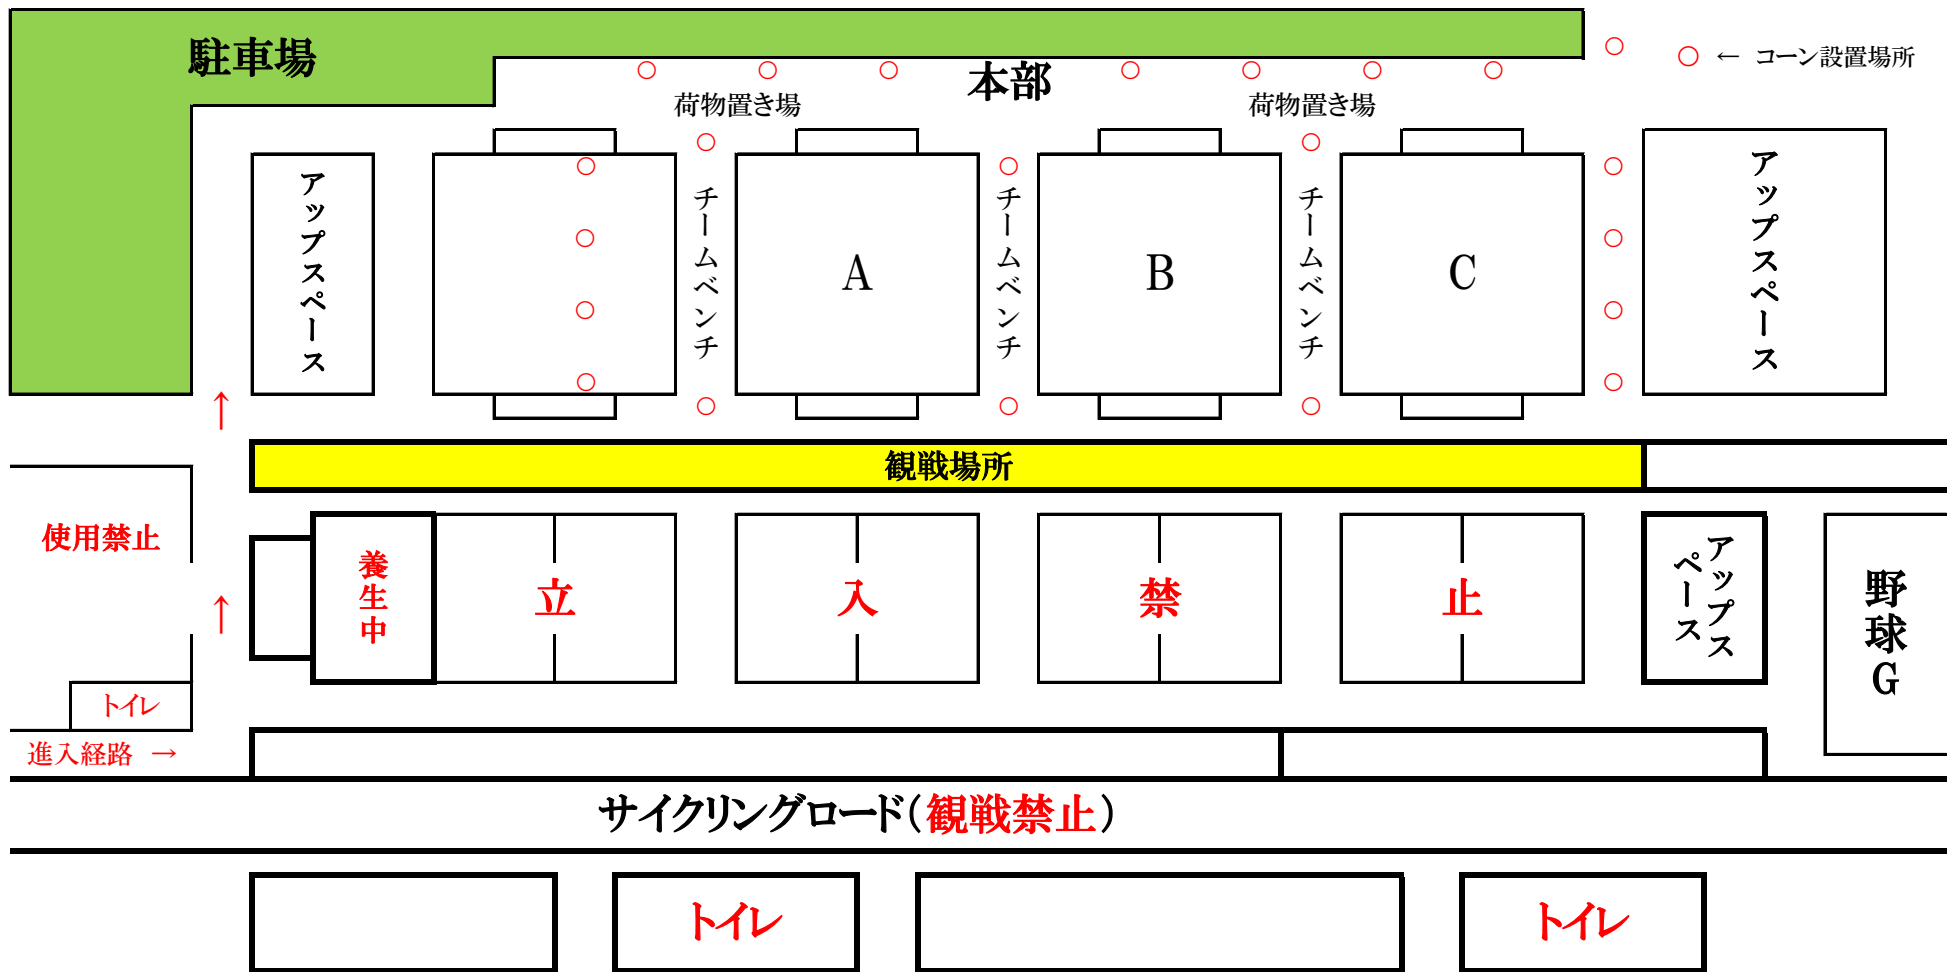 駐車場
本部
○ ← コーン設置場所
荷物置き場
荷物置き場
アップスペース
チームベンチ
A
チームベンチ
B
チームベンチ
C
アップスペース
↑
観戦場所
使用禁止
↑
養生中
立
入
禁
止
アップス
ペース
野球G
トイレ
進入経路 →
サイクリングロード(観戦禁止)
トイレ
トイレ